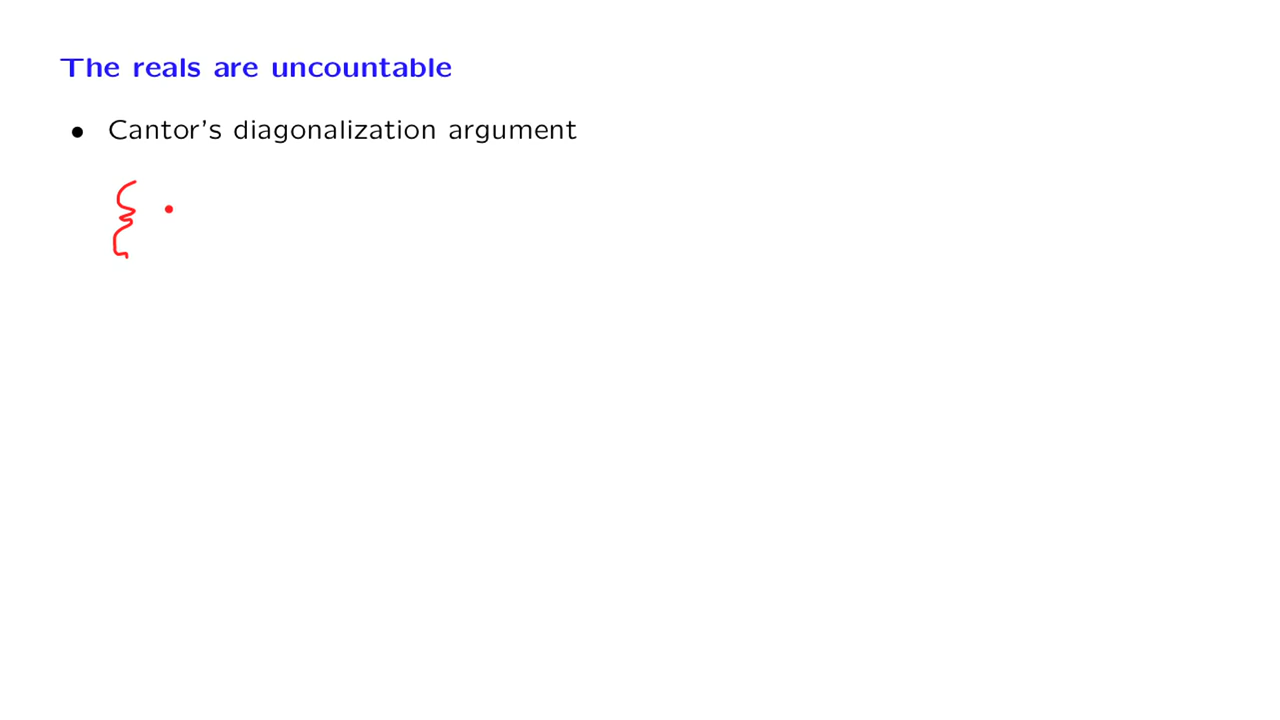 The reals are uncountable
• Cantor's diagonalization argument
{